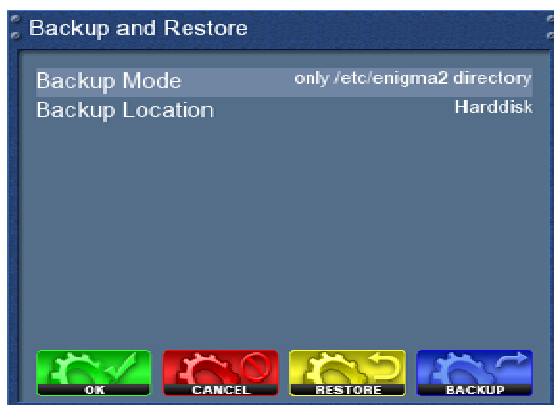 Backup and Restore
Backup Mode only /etc/enigma2 directory
Backup Location Harddisk
OK CANCEL RESTORE BACKUP